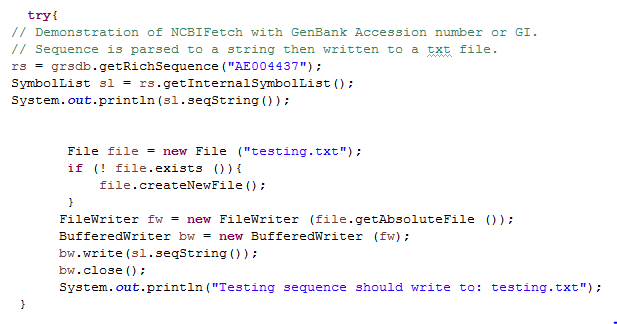 try{
// Demonstration of NCBIFetch with GenBank Accession number or GI.
// Sequence is parsed to a string then written to a txt file.
rs = grsdb.getRichSequence("AE004437");
SymbolList sl = rs.getInternalSymbolList();
System.out.println(sl.seqString());
File file = new File ("testing.txt");
if (! file.exists ()){
file.createNewFile();
}
FileWriter fw = new FileWriter (file.getAbsoluteFile ());
BufferedWriter bw = new BufferedWriter (fw);
bw.write(sl.seqString());
bw.close();
System.out.println("Testing sequence should write to: testing.txt");
}